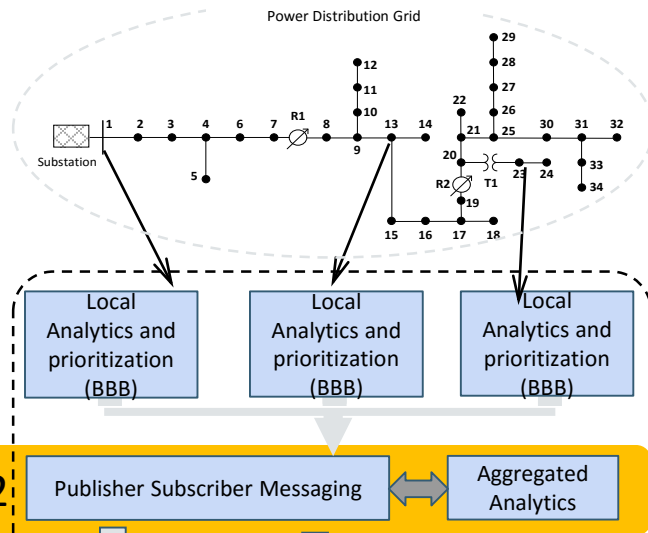 Power Distribution Grid
29
12
28
11
27
10
22
26
1 2 3 4 6 7 R1 8 13 14
21 25 30 31 32
9
20
Substation
5
23 24
33
R2 T1
19
34
15 16 17 18
Local
Analytics and
prioritization
(BBB)
Local
Analytics and
prioritization
(BBB)
Local
Analytics and
prioritization
(BBB)
2
Publisher Subscriber Messaging
Aggregated
Analytics